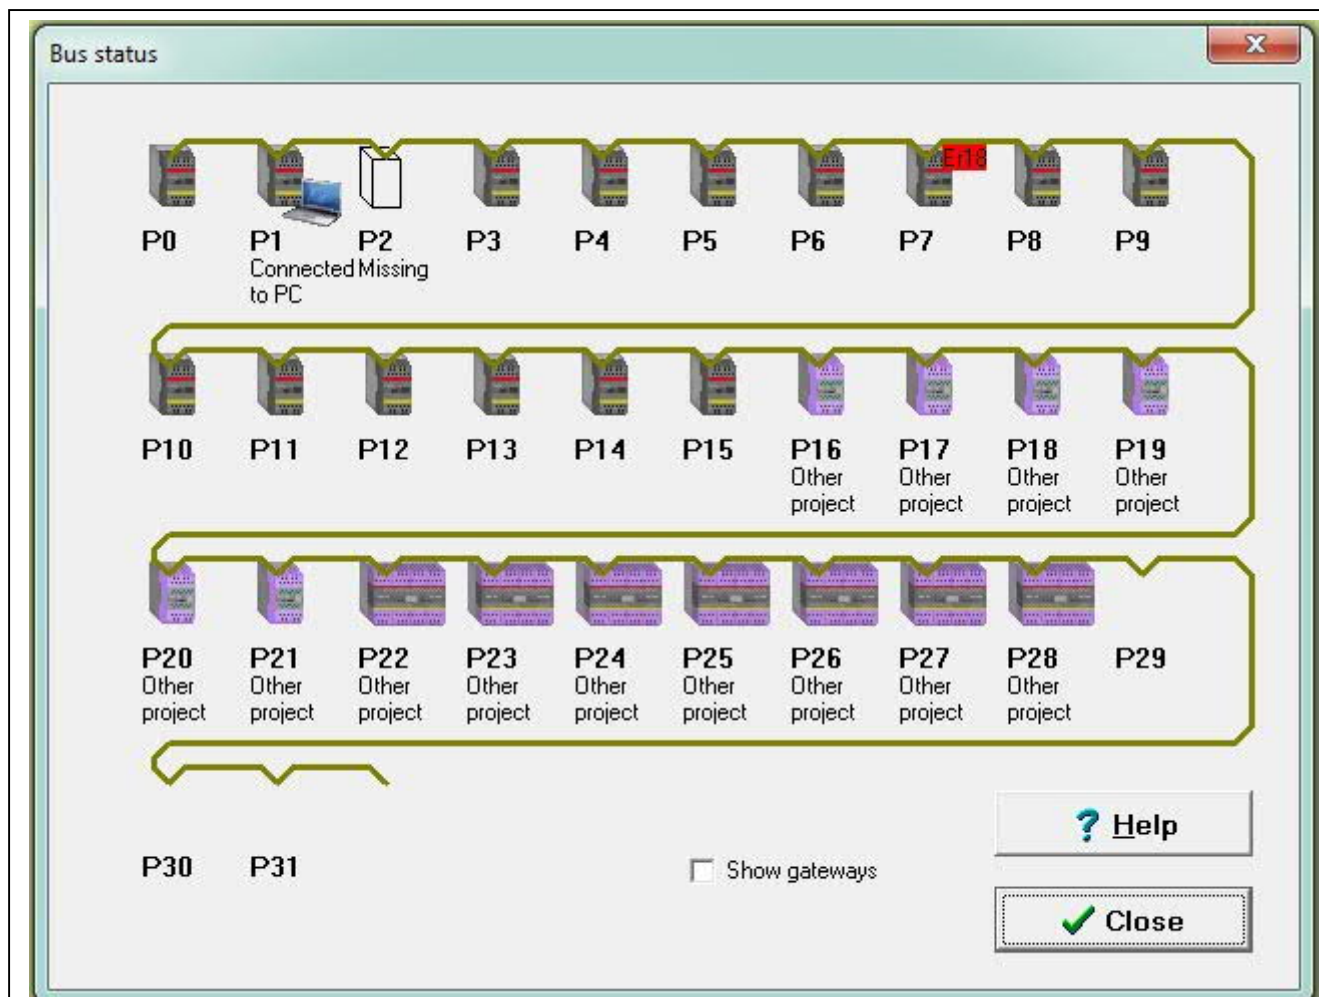 Bus status
Er18
P0 P1 P2 P3 P4 P5 P6 P7 P8 P9
Connected Missing
to PC
P10 P11 P12 P13 P14 P15 P16 P17 P18 P19
Other Other Other Other
project project project project
P20 P21 P22 P23 P24 P25 P26 P27 P28 P29
Other Other Other Other Other Other Other Other Other
project project project project project project project project project
? Help
P30 P31
Show gateways
Close